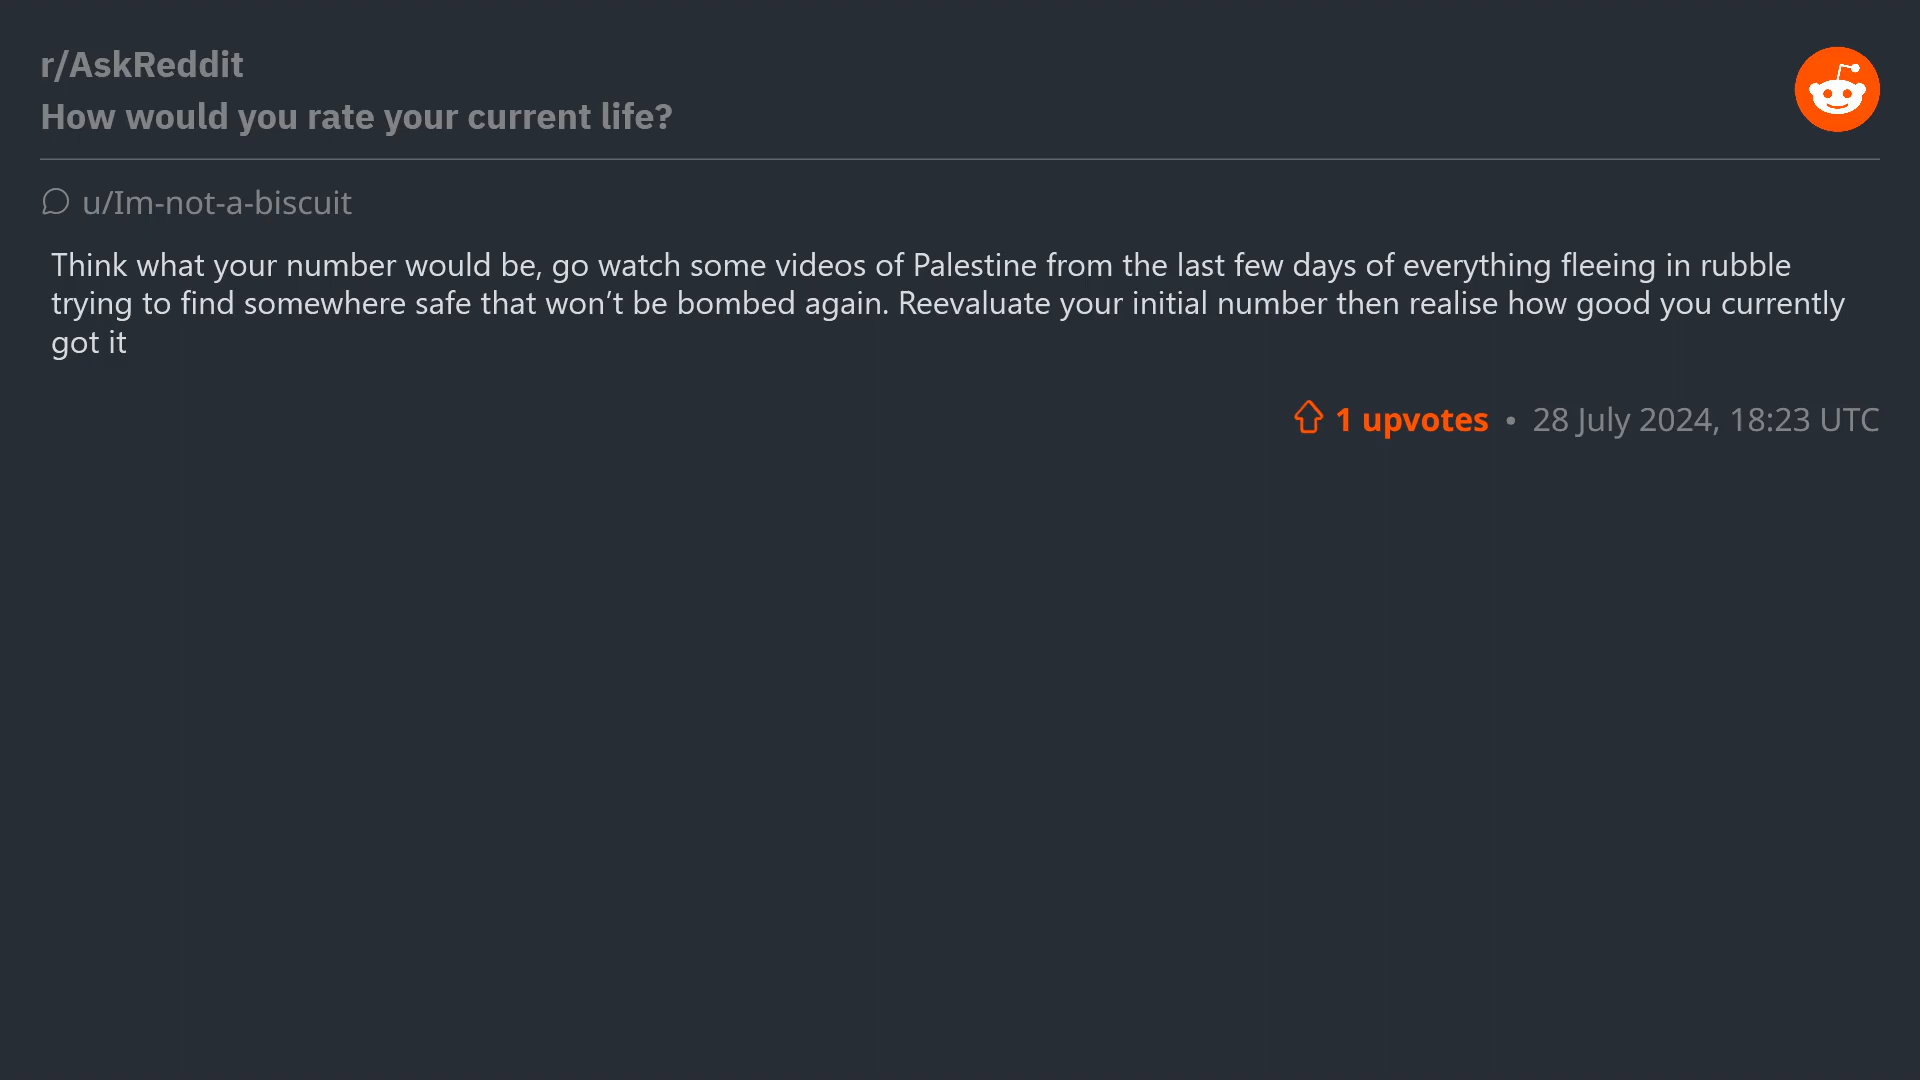 r/AskReddit
How would you rate your current life?
u/Im-not-a-biscuit
Think what your number would be, go watch some videos of Palestine from the last few days of everything fleeing in rubble
trying to find somewhere safe that won’t be bombed again. Reevaluate your initial number then realise how good you currently
got it
1 upvotes • 28 July 2024, 18:23 UTC